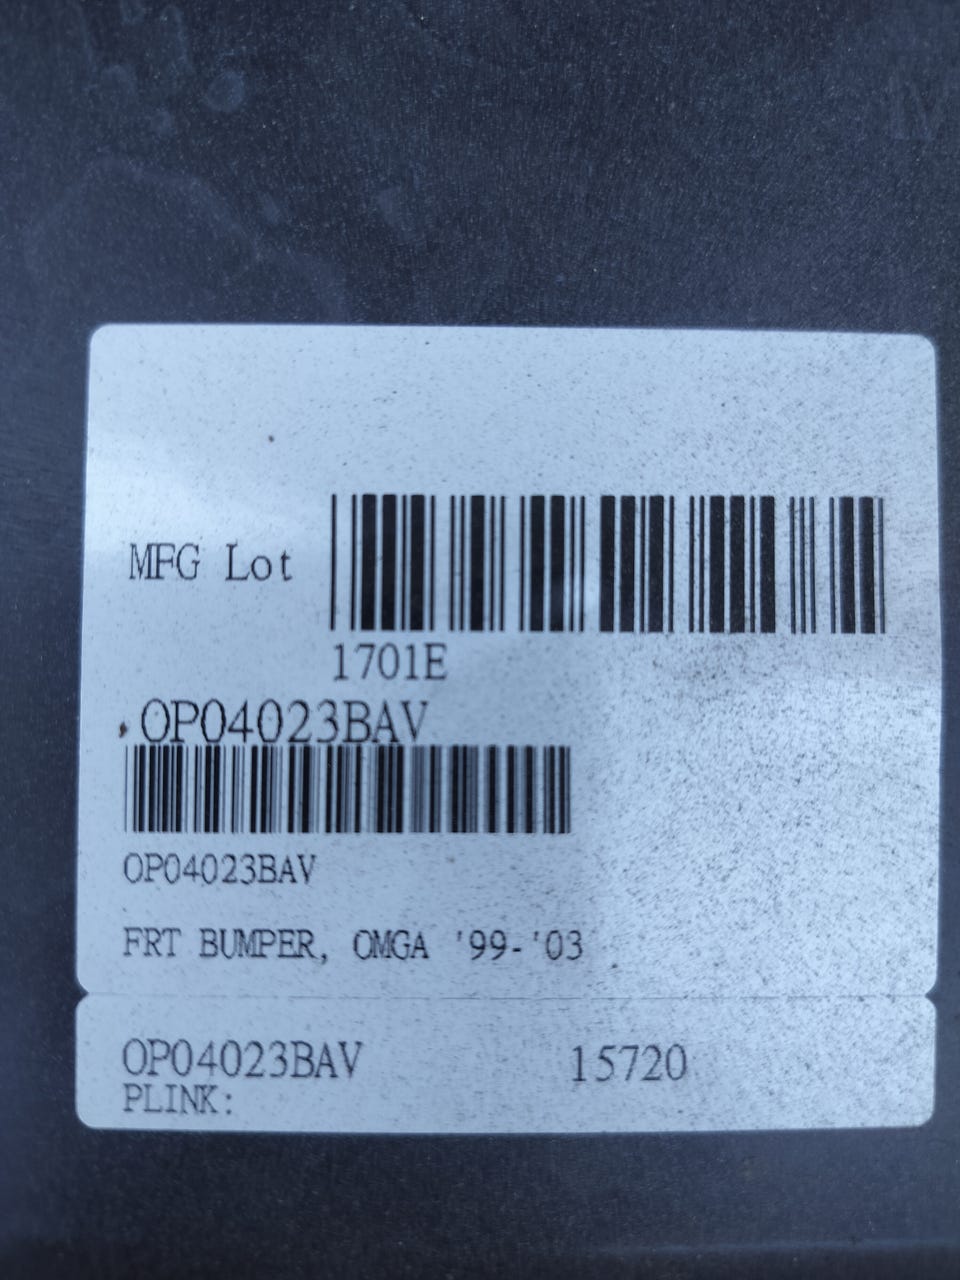 MFG Lot
1701E
OP04023BAV
OP04023BAV
FRT BUMPER, OMGA '99-'03
OP04023BAV 15720
PLINK: